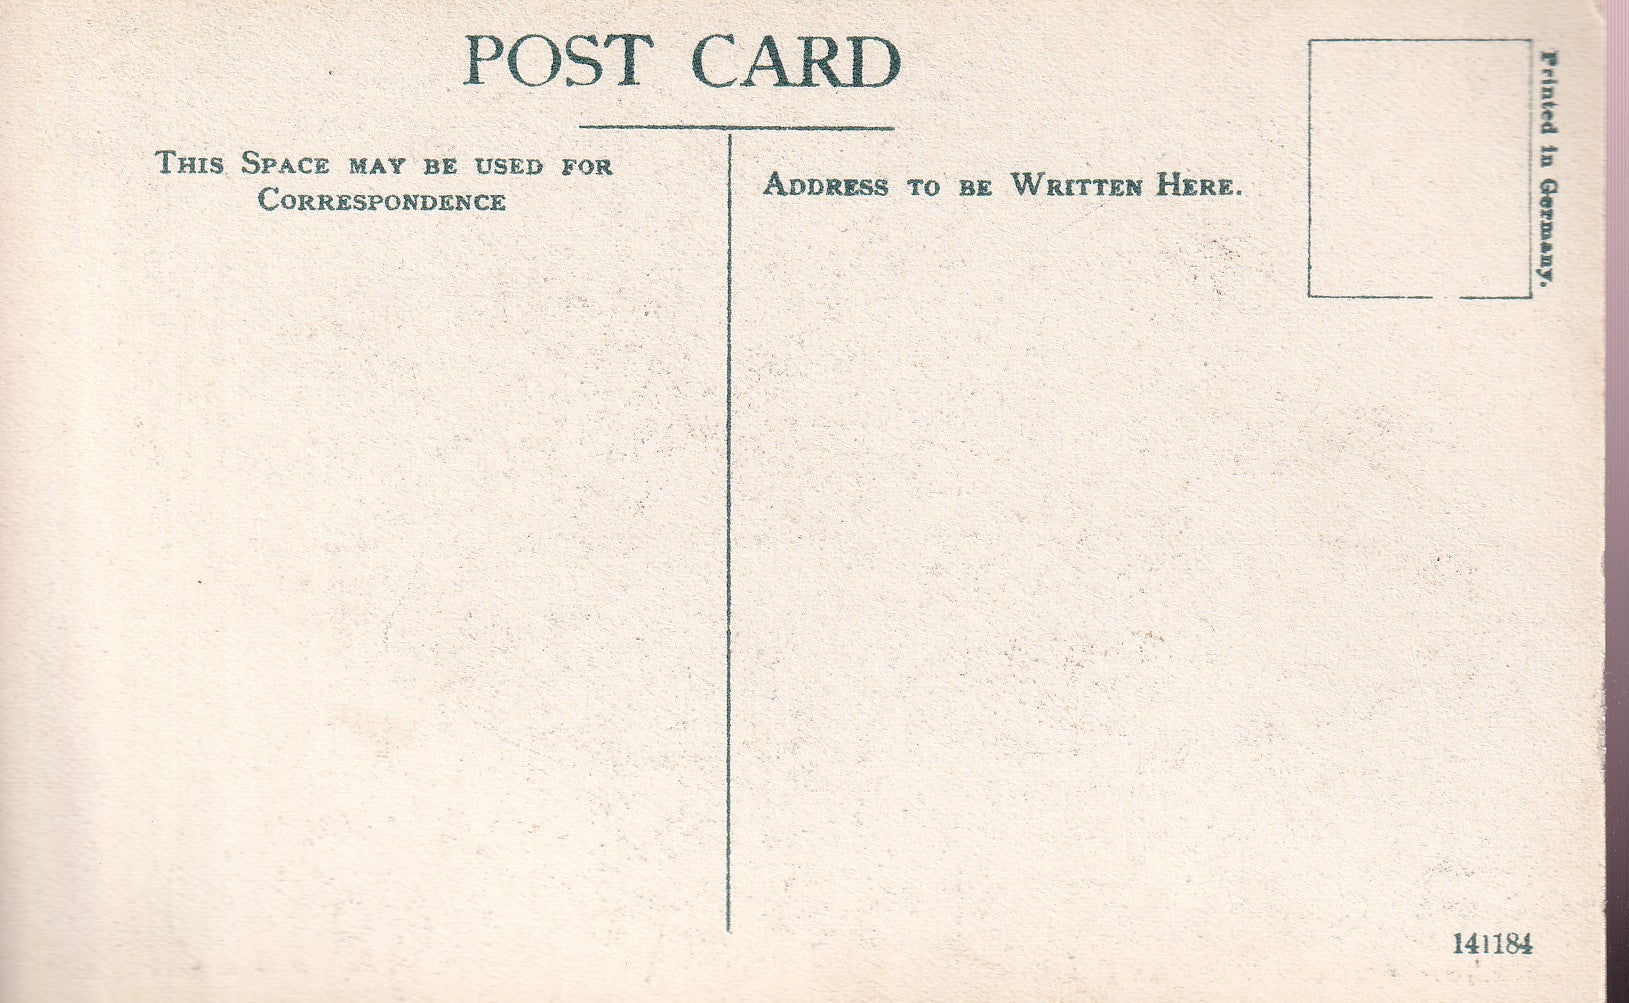 POST CARD
THIS SPACE MAY BE USED FOR
CORRESPONDENCE
ADDRESS TO BE WRITTEN HERE.
Printed in Germany.
141184